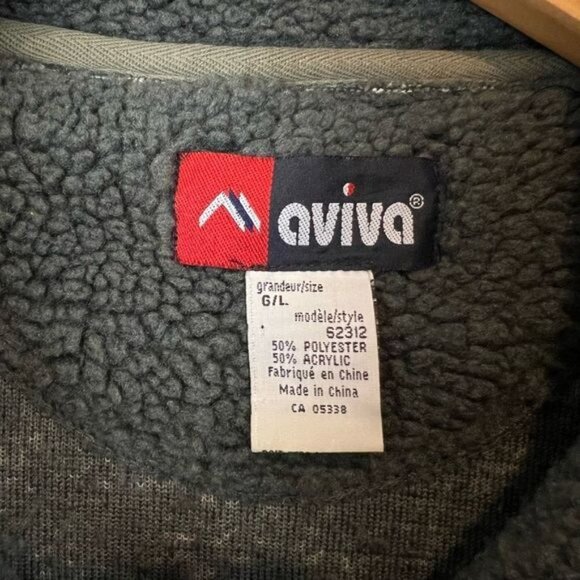 aviva®
grandeur/size
G/L.
modèle/style
62312
50% POLYESTER
50% ACRYLIC
Fabriqué en Chine
Made in China
CA 05338